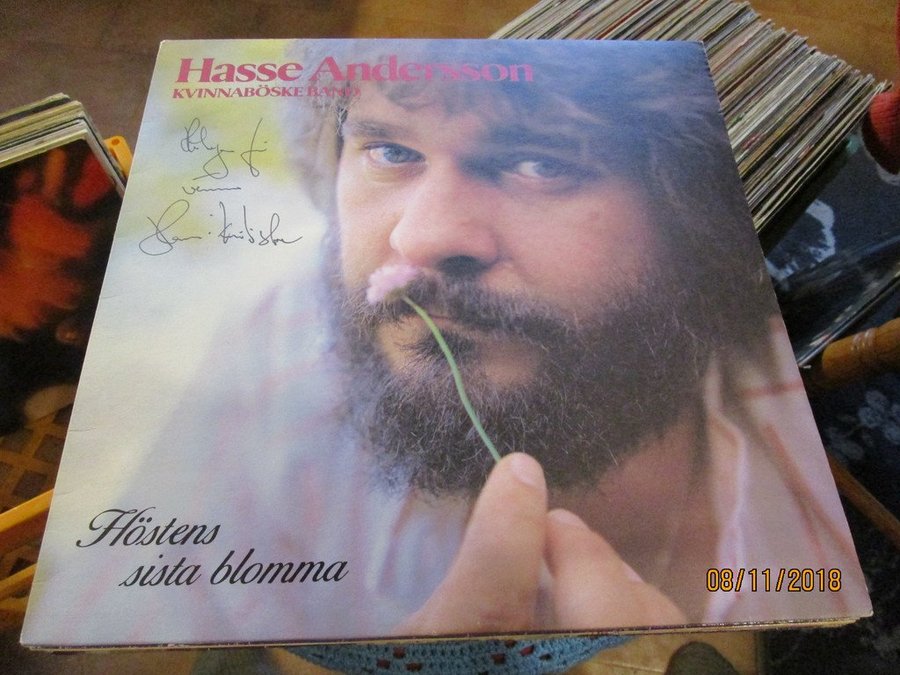 Hasse Andersson
KVINNABÖSKE BAND
Höstens
sista blomma
08/11/2018